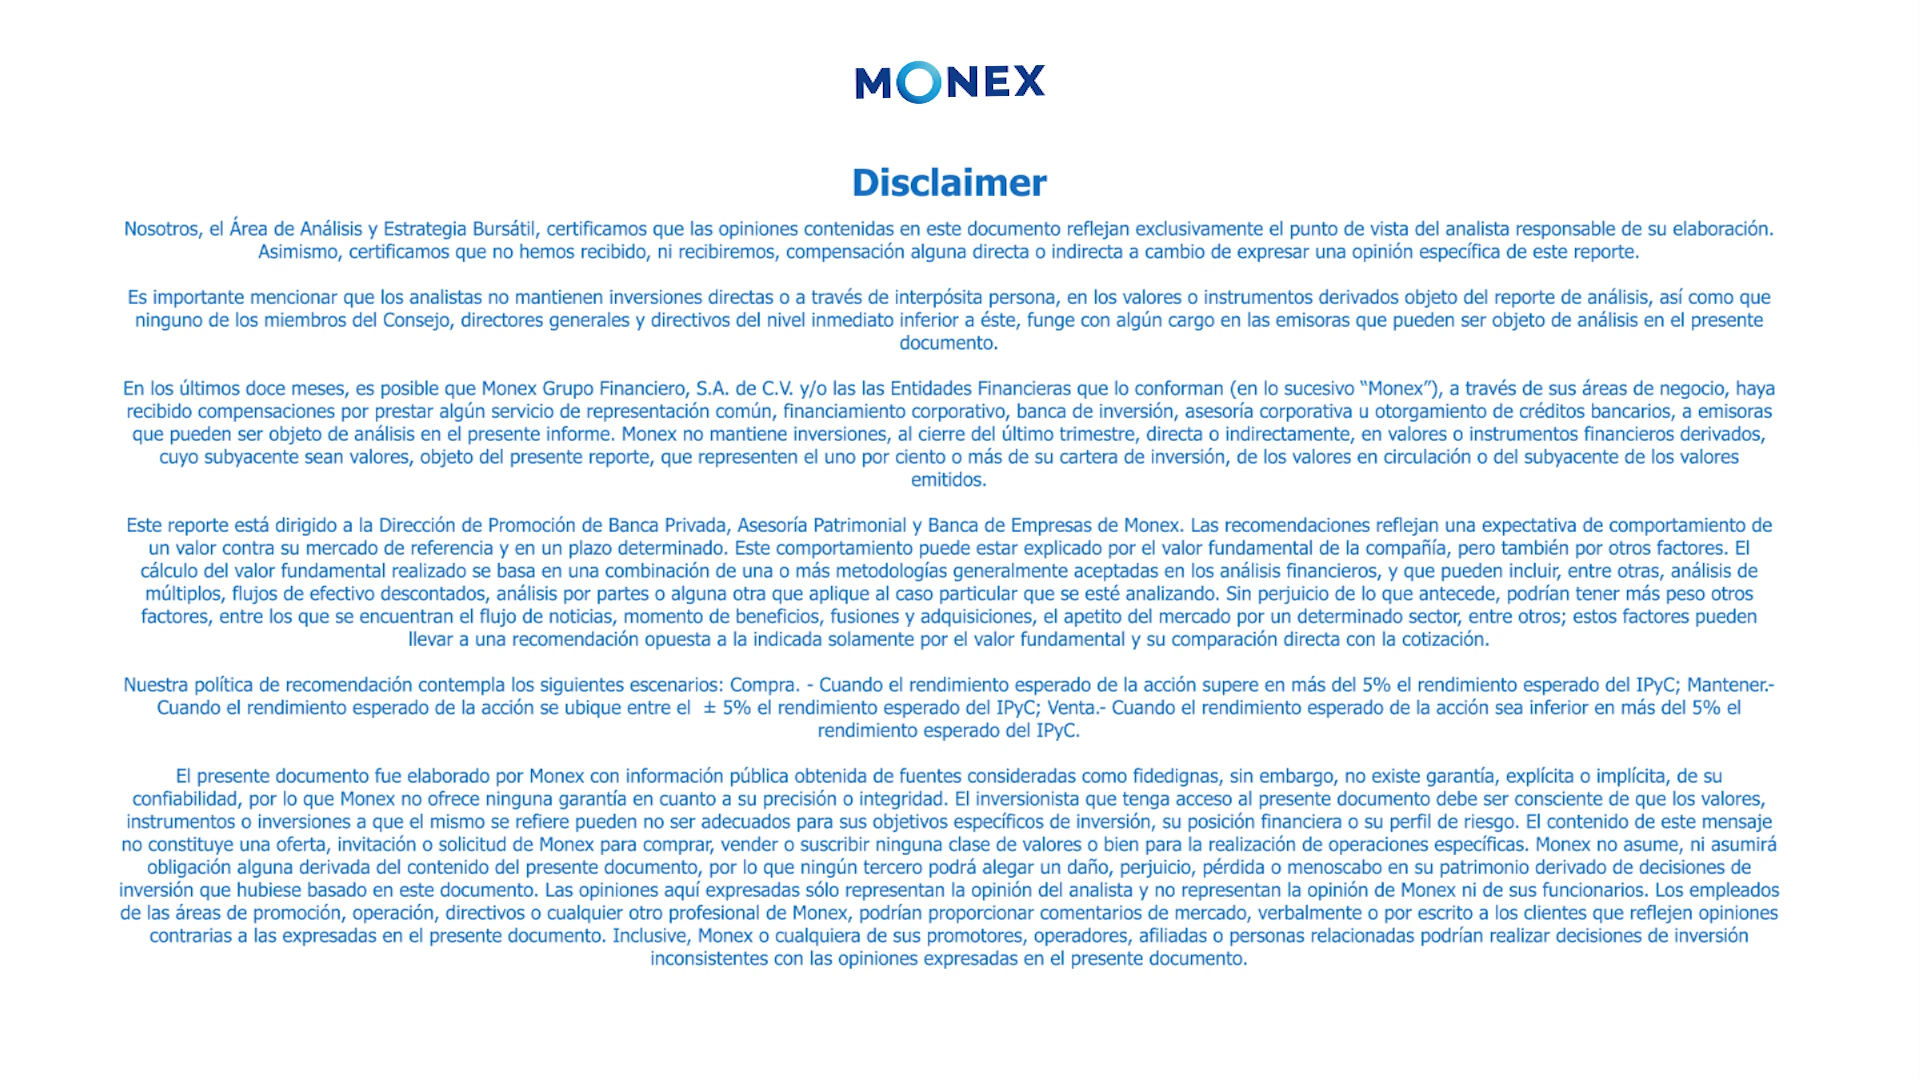 MONEX
Disclaimer
Nosotros, el Área de Análisis y Estrategia Bursátil, certificamos que las opiniones contenidas en este documento reflejan exclusivamente el punto de vista del analista responsable de su elaboración.
Asimismo, certificamos que no hemos recibido, ni recibiremos, compensación alguna directa o indirecta a cambio de expresar una opinión específica de este reporte.
Es importante mencionar que los analistas no mantienen inversiones directas o a través de interpósita persona, en los valores o instrumentos derivados objeto del reporte de análisis, así como que
ninguno de los miembros del Consejo, directores generales y directivos del nivel inmediato inferior a éste, funge con algún cargo en las emisoras que pueden ser objeto de análisis en el presente
documento.
En los últimos doce meses, es posible que Monex Grupo Financiero, S.A. de C.V. y/o las las Entidades Financieras que lo conforman (en lo sucesivo “Monex”), a través de sus áreas de negocio, haya
recibido compensaciones por prestar algún servicio de representación común, financiamiento corporativo, banca de inversión, asesoría corporativa u otorgamiento de créditos bancarios, a emisoras
que pueden ser objeto de análisis en el presente informe. Monex no mantiene inversiones, al cierre del último trimestre, directa o indirectamente, en valores o instrumentos financieros derivados,
cuyo subyacente sean valores, objeto del presente reporte, que representen el uno por ciento o más de su cartera de inversión, de los valores en circulación o del subyacente de los valores
emitidos.
Este reporte está dirigido a la Dirección de Promoción de Banca Privada, Asesoría Patrimonial y Banca de Empresas de Monex. Las recomendaciones reflejan una expectativa de comportamiento de
un valor contra su mercado de referencia y en un plazo determinado. Este comportamiento puede estar explicado por el valor fundamental de la compañía, pero también por otros factores. El
cálculo del valor fundamental realizado se basa en una combinación de una o más metodologías generalmente aceptadas en los análisis financieros, y que pueden incluir, entre otras, análisis de
múltiplos, flujos de efectivo descontados, análisis por partes o alguna otra que aplique al caso particular que se esté analizando. Sin perjuicio de lo que antecede, podrían tener más peso otros
factores, entre los que se encuentran el flujo de noticias, momento de beneficios, fusiones y adquisiciones, el apetito del mercado por un determinado sector, entre otros; estos factores pueden
llevar a una recomendación opuesta a la indicada solamente por el valor fundamental y su comparación directa con la cotización.
Nuestra política de recomendación contempla los siguientes escenarios: Compra. - Cuando el rendimiento esperado de la acción supere en más del 5% el rendimiento esperado del IPyC; Mantener.-
Cuando el rendimiento esperado de la acción se ubique entre el ± 5% el rendimiento esperado del IPyC; Venta.- Cuando el rendimiento esperado de la acción sea inferior en más del 5% el
rendimiento esperado del IPyC.
El presente documento fue elaborado por Monex con información pública obtenida de fuentes consideradas como fidedignas, sin embargo, no existe garantía, explícita o implícita, de su
confiabilidad, por lo que Monex no ofrece ninguna garantía en cuanto a su precisión o integridad. El inversionista que tenga acceso al presente documento debe ser consciente de que los valores,
instrumentos o inversiones a que el mismo se refiere pueden no ser adecuados para sus objetivos específicos de inversión, su posición financiera o su perfil de riesgo. El contenido de este mensaje
no constituye una oferta, invitación o solicitud de Monex para comprar, vender o suscribir ninguna clase de valores o bien para la realización de operaciones específicas. Monex no asume, ni asumirá
obligación alguna derivada del contenido del presente documento, por lo que ningún tercero podrá alegar un daño, perjuicio, pérdida o menoscabo en su patrimonio derivado de decisiones de
inversión que hubiese basado en este documento. Las opiniones aquí expresadas sólo representan la opinión del analista y no representan la opinión de Monex ni de sus funcionarios. Los empleados
de las áreas de promoción, operación, directivos o cualquier otro profesional de Monex, podrían proporcionar comentarios de mercado, verbalmente o por escrito a los clientes que reflejen opiniones
contrarias a las expresadas en el presente documento. Inclusive, Monex o cualquiera de sus promotores, operadores, afiliadas o personas relacionadas podrían realizar decisiones de inversión
inconsistentes con las opiniones expresadas en el presente documento.